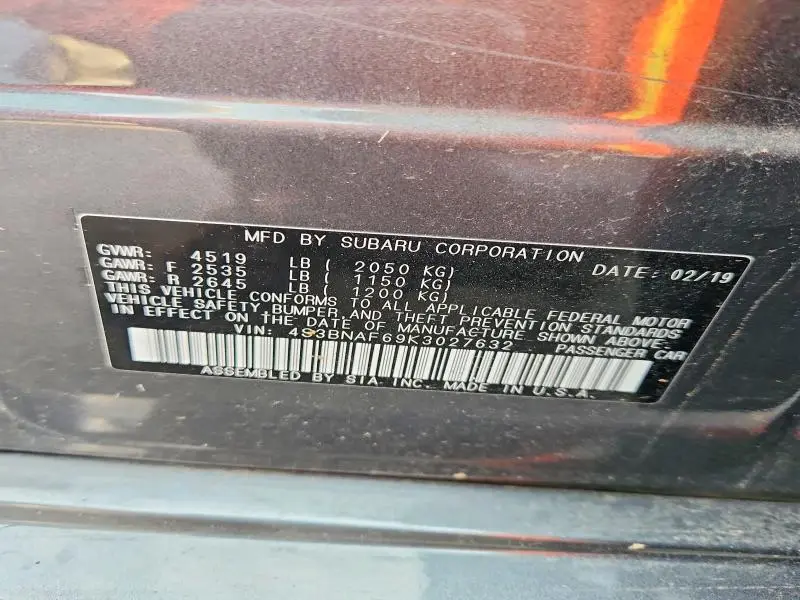 MFD BY SUBARU CORPORATION
GVWR: 4519 LB ( 2050 KG) DATE: 02/19
GAWR: F 2535 LB ( 1150 KG)
GAWR: R 2645 LB ( 1200 KG)
THIS VEHICLE CONFORMS TO ALL APPLICABLE FEDERAL MOTOR
VEHICLE SAFETY, BUMPER, AND THEFT PREVENTION STANDARDS
IN EFFECT ON THE DATE OF MANUFACTURE SHOWN ABOVE.
VIN: 4S3BNAF69K3027632 PASSENGER CAR
ASSEMBLED BY SIA, INC. MADE IN U.S.A.